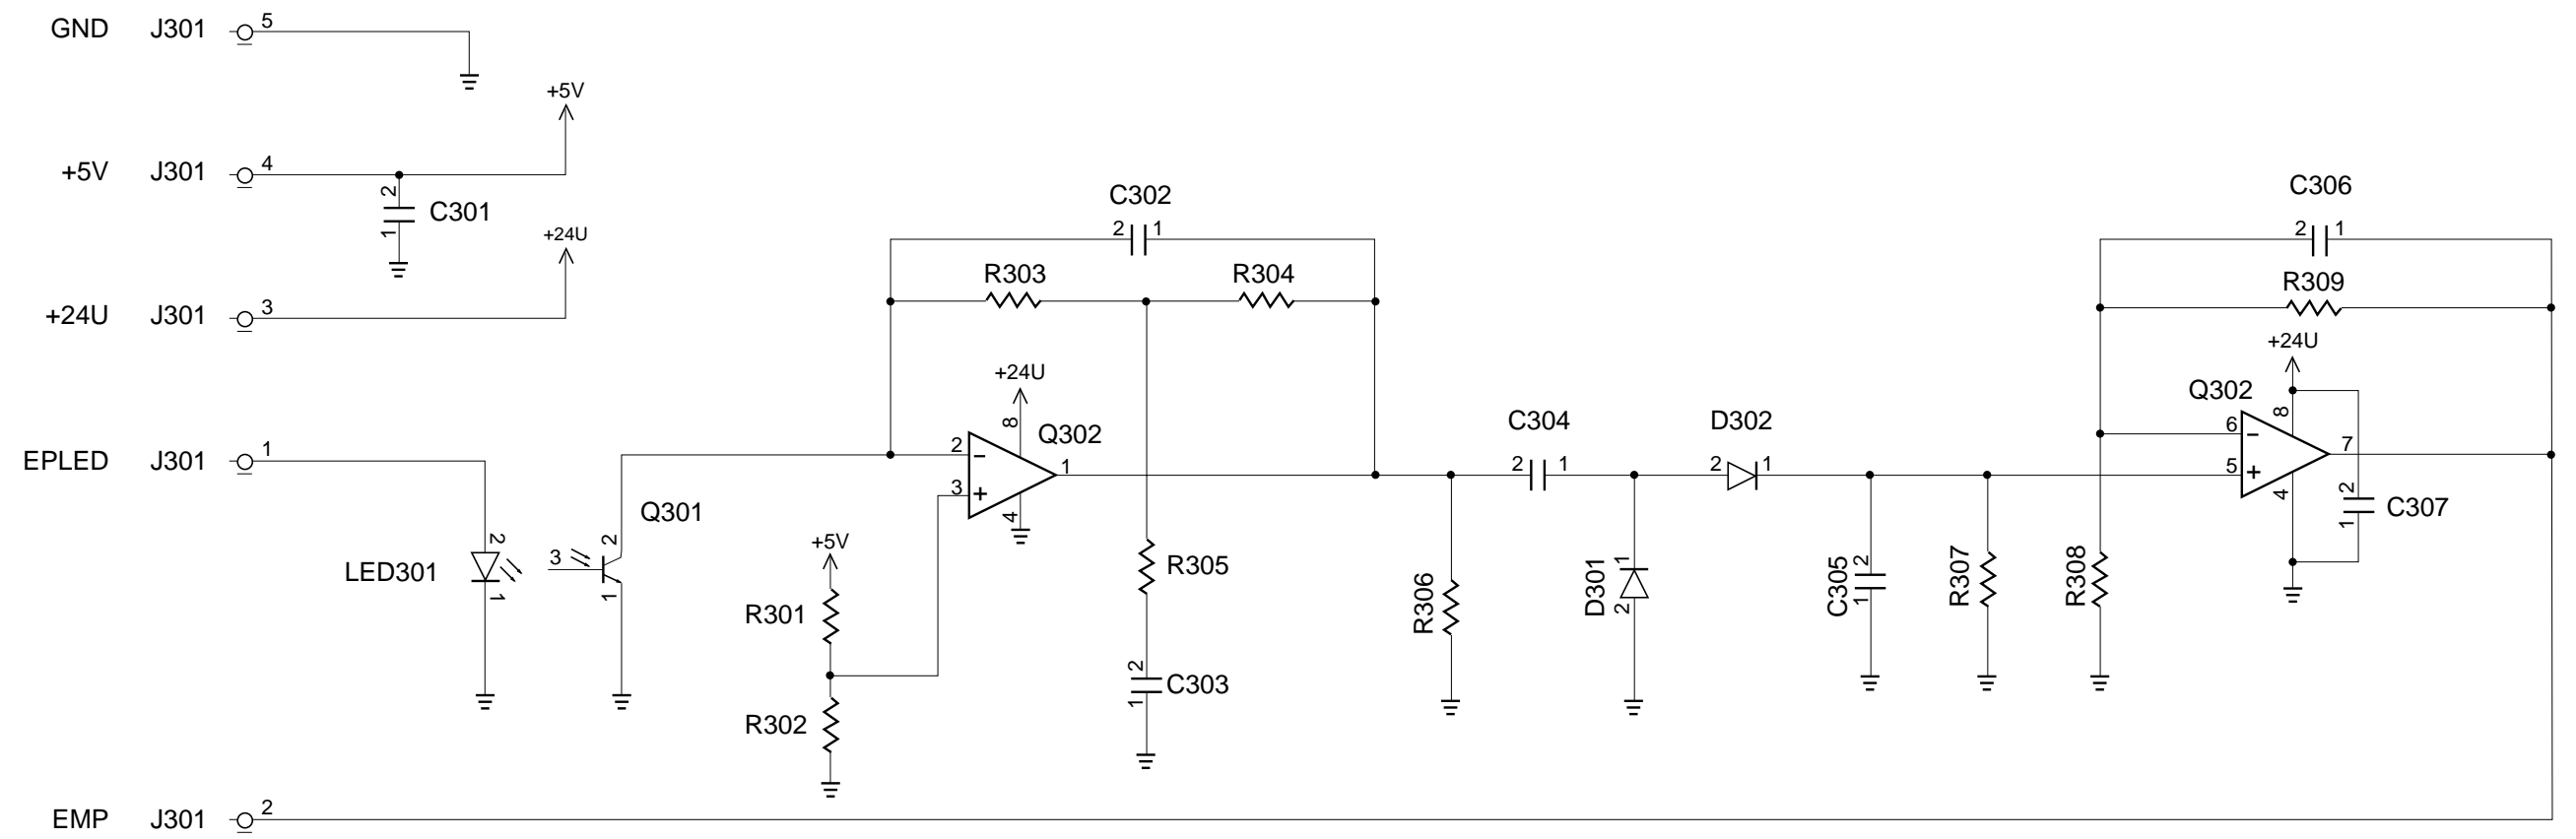 GND J301 5
+5V
+5V J301 4
2
C301
1
+24U
+24U J301 3
EPLED J301 1
LED301
2
1
Q301
3
2
1
+5V
R301
R302
C302
2 1
R303
R304
+24U
8
Q302
2
-
3
+
1
4
R305
2
C303
1
R306
C304
2 1
D301
1
2
D302
2 1
C305
2
1
R307
R308
C306
2 1
R309
+24U
Q302
8
6
-
5
+
7
4
2
C307
1
EMP J301 2